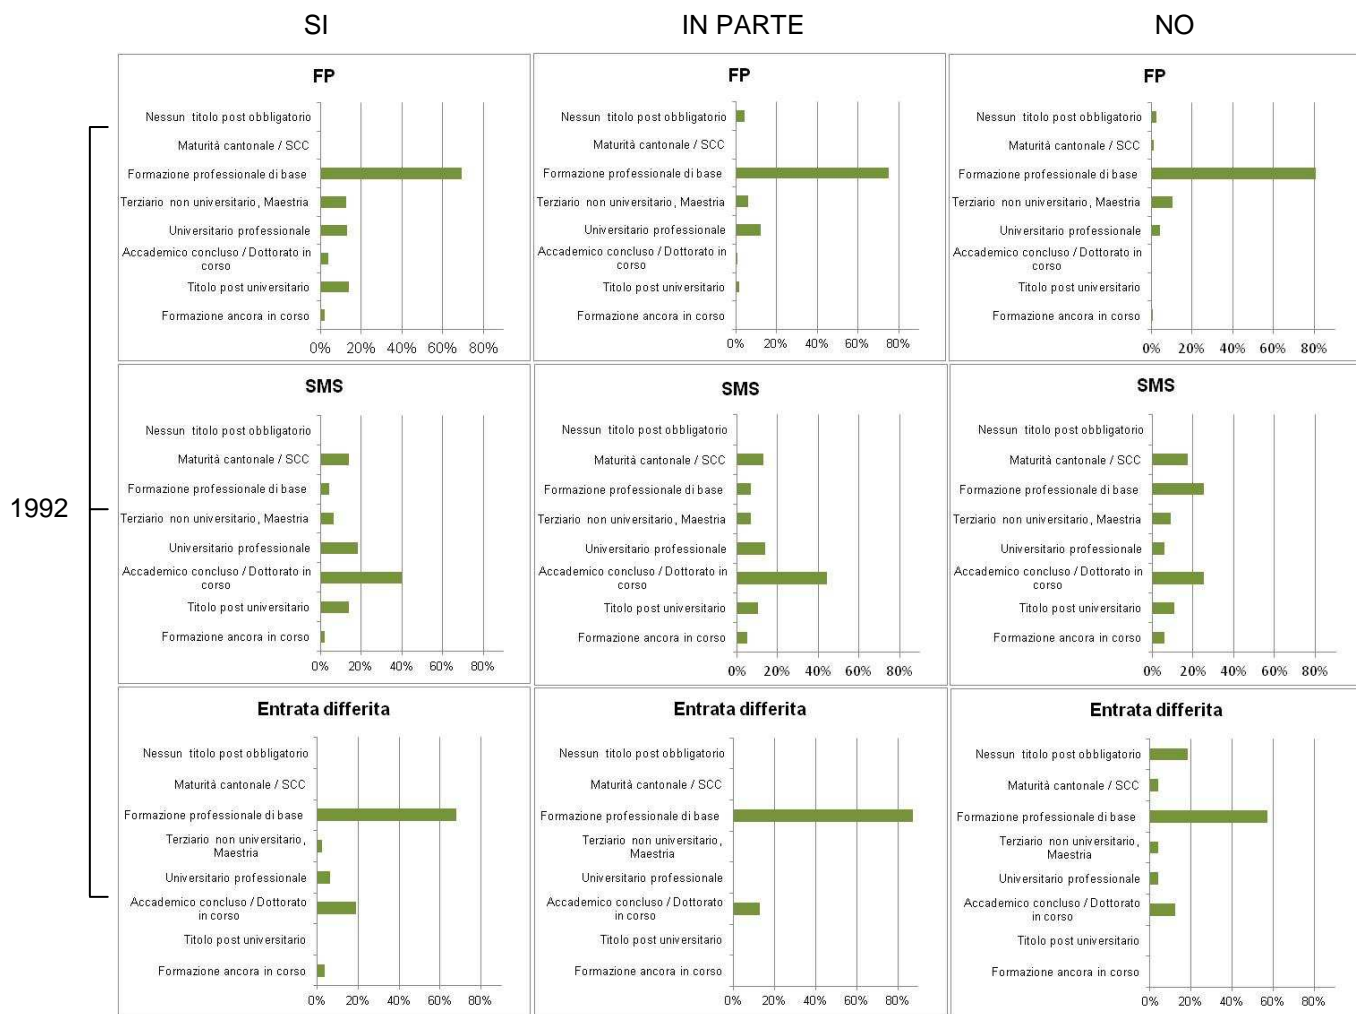 SI
IN PARTE
NO
1992
FP
Nessun titolo post obbligatorio
Maturità cantonale / SCC
Formazione professionale di base
Terziario non universitario, Maestria
Universitario professionale
Accademico concluso / Dottorato in
corso
Titolo post universitario
Formazione ancora in corso
0% 20% 40% 60% 80%
FP
Nessun titolo post obbligatorio
Maturità cantonale / SCC
Formazione professionale di base
Terziario non universitario, Maestria
Universitario professionale
Accademico concluso / Dottorato in
corso
Titolo post universitario
Formazione ancora in corso
0% 20% 40% 60% 80%
FP
Nessun titolo post obbligatorio
Maturità cantonale / SCC
Formazione professionale di base
Terziario non universitario, Maestria
Universitario professionale
Accademico concluso / Dottorato in
corso
Titolo post universitario
Formazione ancora in corso
0% 20% 40% 60% 80%
SMS
Nessun titolo post obbligatorio
Maturità cantonale / SCC
Formazione professionale di base
Terziario non universitario, Maestria
Universitario professionale
Accademico concluso / Dottorato in
corso
Titolo post universitario
Formazione ancora in corso
0% 20% 40% 60% 80%
SMS
Nessun titolo post obbligatorio
Maturità cantonale / SCC
Formazione professionale di base
Terziario non universitario, Maestria
Universitario professionale
Accademico concluso / Dottorato in
corso
Titolo post universitario
Formazione ancora in corso
0% 20% 40% 60% 80%
SMS
Nessun titolo post obbligatorio
Maturità cantonale / SCC
Formazione professionale di base
Terziario non universitario, Maestria
Universitario professionale
Accademico concluso / Dottorato in
corso
Titolo post universitario
Formazione ancora in corso
0% 20% 40% 60% 80%
Entrata differita
Nessun titolo post obbligatorio
Maturità cantonale / SCC
Formazione professionale di base
Terziario non universitario,
Maestria
Universitario professionale
Accademico concluso / Dottorato
in corso
Titolo post universitario
Formazione ancora in corso
0% 20% 40% 60% 80%
Entrata differita
Nessun titolo post obbligatorio
Maturità cantonale / SCC
Formazione professionale di base
Terziario non universitario,
Maestria
Universitario professionale
Accademico concluso / Dottorato
in corso
Titolo post universitario
Formazione ancora in corso
0% 20% 40% 60% 80%
Entrata differita
Nessun titolo post obbligatorio
Maturità cantonale / SCC
Formazione professionale di base
Terziario non universitario,
Maestria
Universitario professionale
Accademico concluso / Dottorato
in corso
Titolo post universitario
Formazione ancora in corso
0% 20% 40% 60% 80%